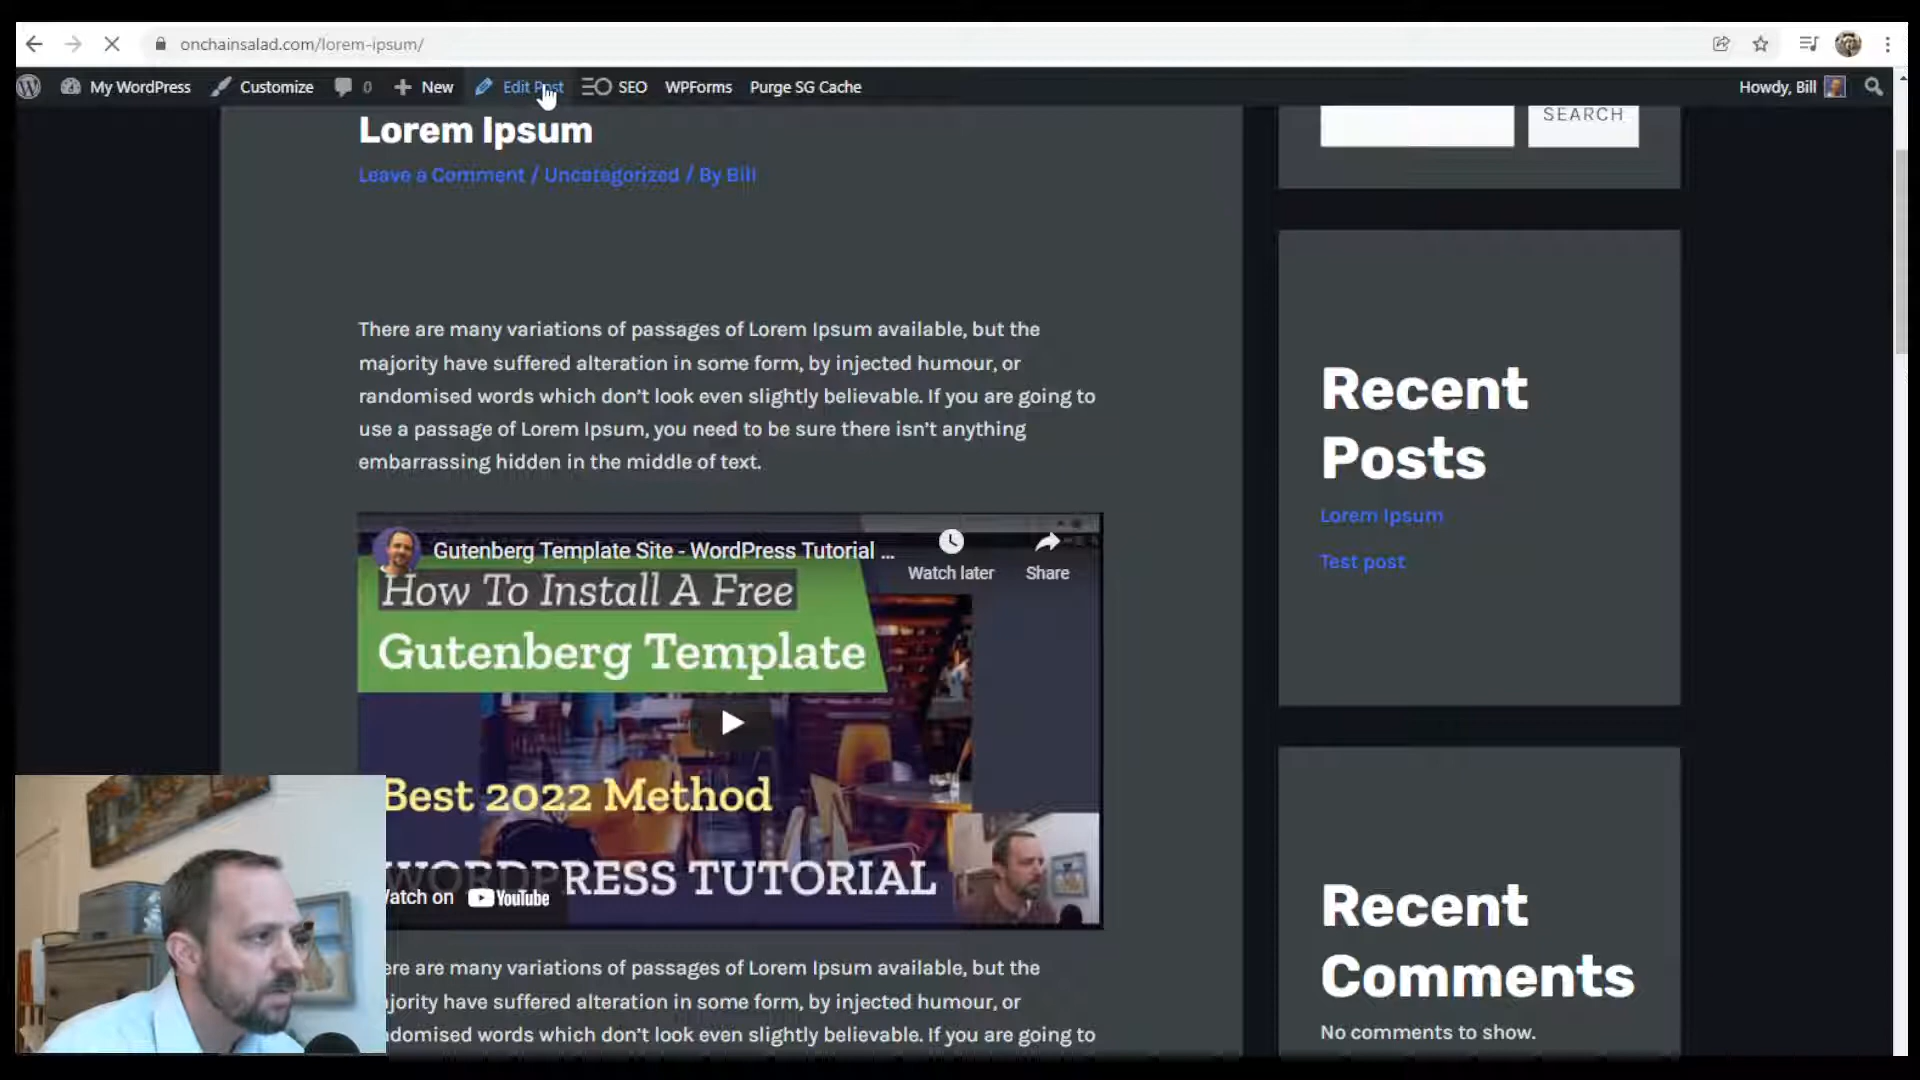 onchainsalad.com/lorem-ipsum/
My WordPress Customize 0 New Edit Post SEO WPForms Purge SG Cache Howdy, Bill
Lorem Ipsum
Leave a Comment / Uncategorized / By Bill
There are many variations of passages of Lorem Ipsum available, but the
majority have suffered alteration in some form, by injected humour, or
randomised words which don't look even slightly believable. If you are going to
use a passage of Lorem Ipsum, you need to be sure there isn't anything
embarrassing hidden in the middle of text.
Gutenberg Template Site - WordPress Tutorial ...
Watch later Share
How To Install A Free
Gutenberg Template
Best 2022 Method
WORDPRESS TUTORIAL
atch on YouTube
ere are many variations of passages of Lorem Ipsum available, but the
jority have suffered alteration in some form, by injected humour, or
ndomised words which don't look even slightly believable. If you are going to
SEARCH
Recent
Posts
Lorem Ipsum
Test post
Recent
Comments
No comments to show.